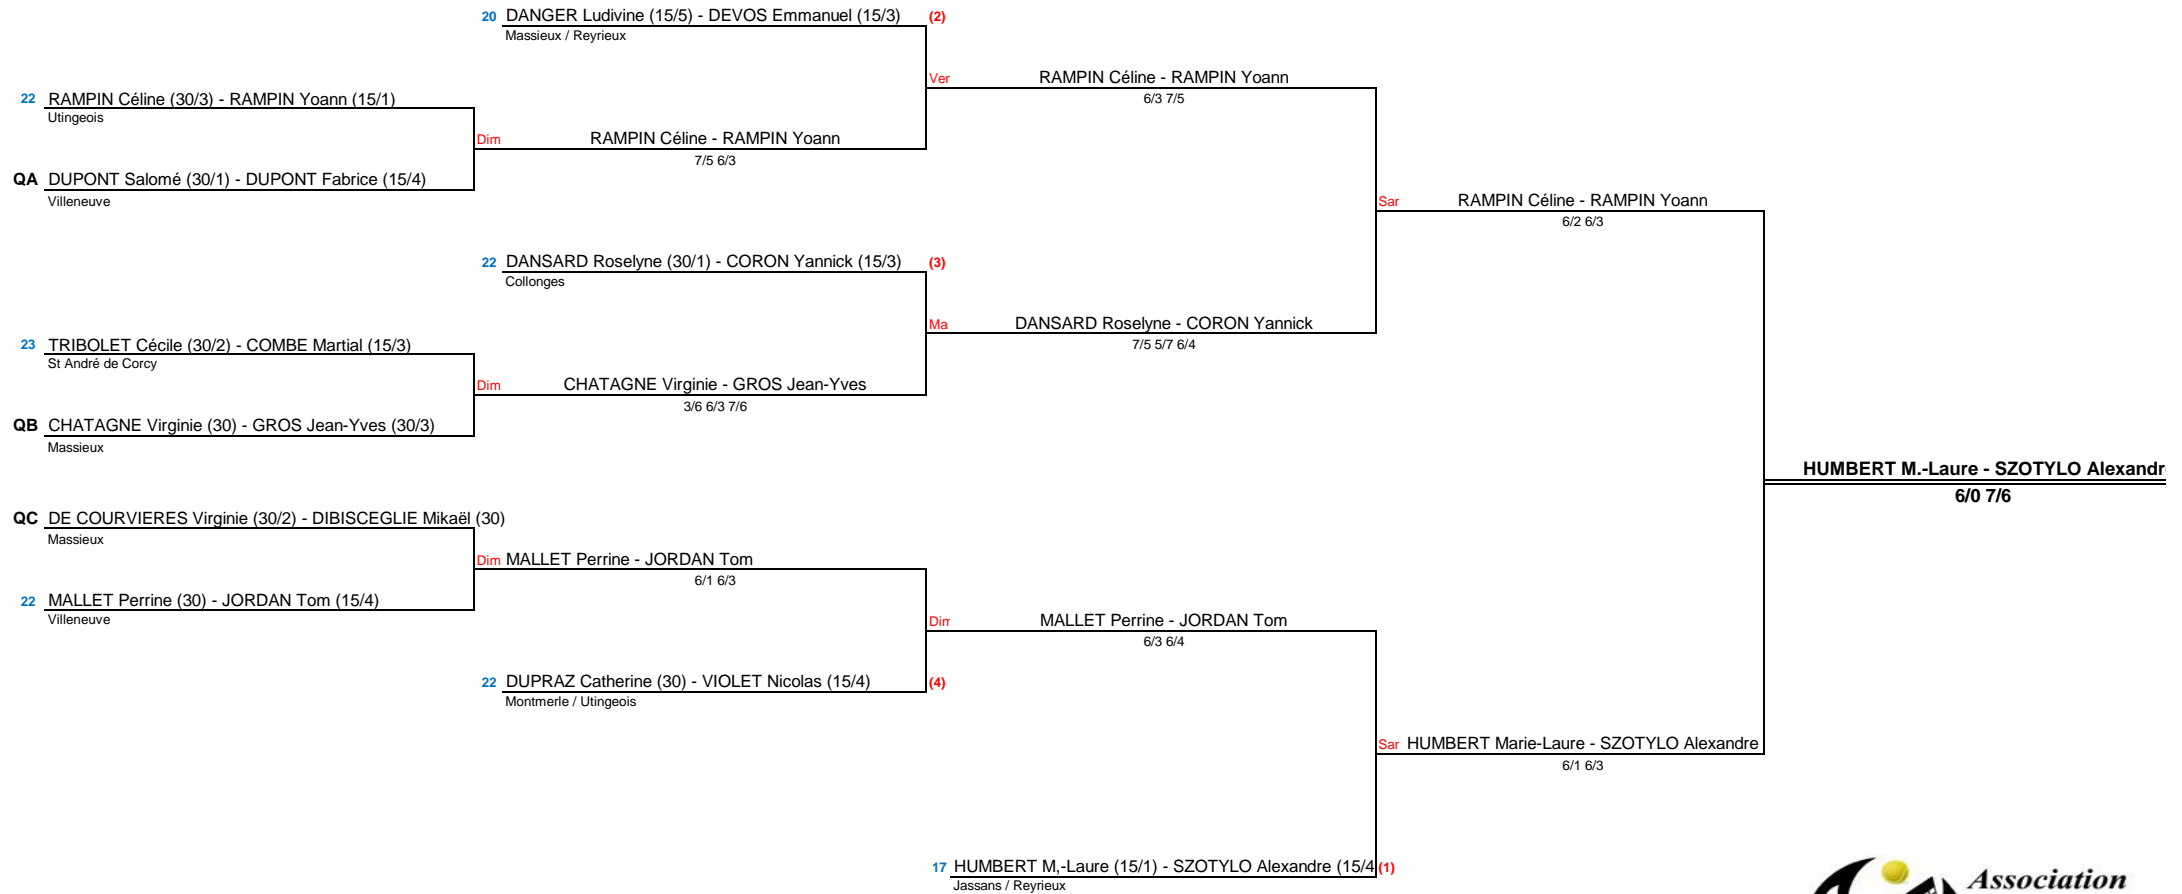 20 DANGER Ludivine (15/5) - DEVOS Emmanuel (15/3) (2)
Massieux / Reyrieux
Ver RAMPIN Céline - RAMPIN Yoann
6/3 7/5
22 RAMPIN Céline (30/3) - RAMPIN Yoann (15/1)
Utingeois
Dim RAMPIN Céline - RAMPIN Yoann
7/5 6/3
QA DUPONT Salomé (30/1) - DUPONT Fabrice (15/4)
Villeneuve
Sar RAMPIN Céline - RAMPIN Yoann
6/2 6/3
22 DANSARD Roselyne (30/1) - CORON Yannick (15/3) (3)
Collonges
Ma DANSARD Roselyne - CORON Yannick
7/5 5/7 6/4
23 TRIBOLET Cécile (30/2) - COMBE Martial (15/3)
St André de Corcy
Dim CHATAGNE Virginie - GROS Jean-Yves
3/6 6/3 7/6
QB CHATAGNE Virginie (30) - GROS Jean-Yves (30/3)
Massieux
HUMBERT M.-Laure - SZOTYLO Alexandr
6/0 7/6
QC DE COURVIERES Virginie (30/2) - DIBISCEGLIE Mikaël (30)
Massieux
Dim MALLET Perrine - JORDAN Tom
6/1 6/3
22 MALLET Perrine (30) - JORDAN Tom (15/4)
Villeneuve
Dim MALLET Perrine - JORDAN Tom
6/3 6/4
22 DUPRAZ Catherine (30) - VIOLET Nicolas (15/4) (4)
Montmerle / Utingeois
Sar HUMBERT Marie-Laure - SZOTYLO Alexandre
6/1 6/3
17 HUMBERT M,-Laure (15/1) - SZOTYLO Alexandre (15/4 (1)
Jassans / Reyrieux
Association